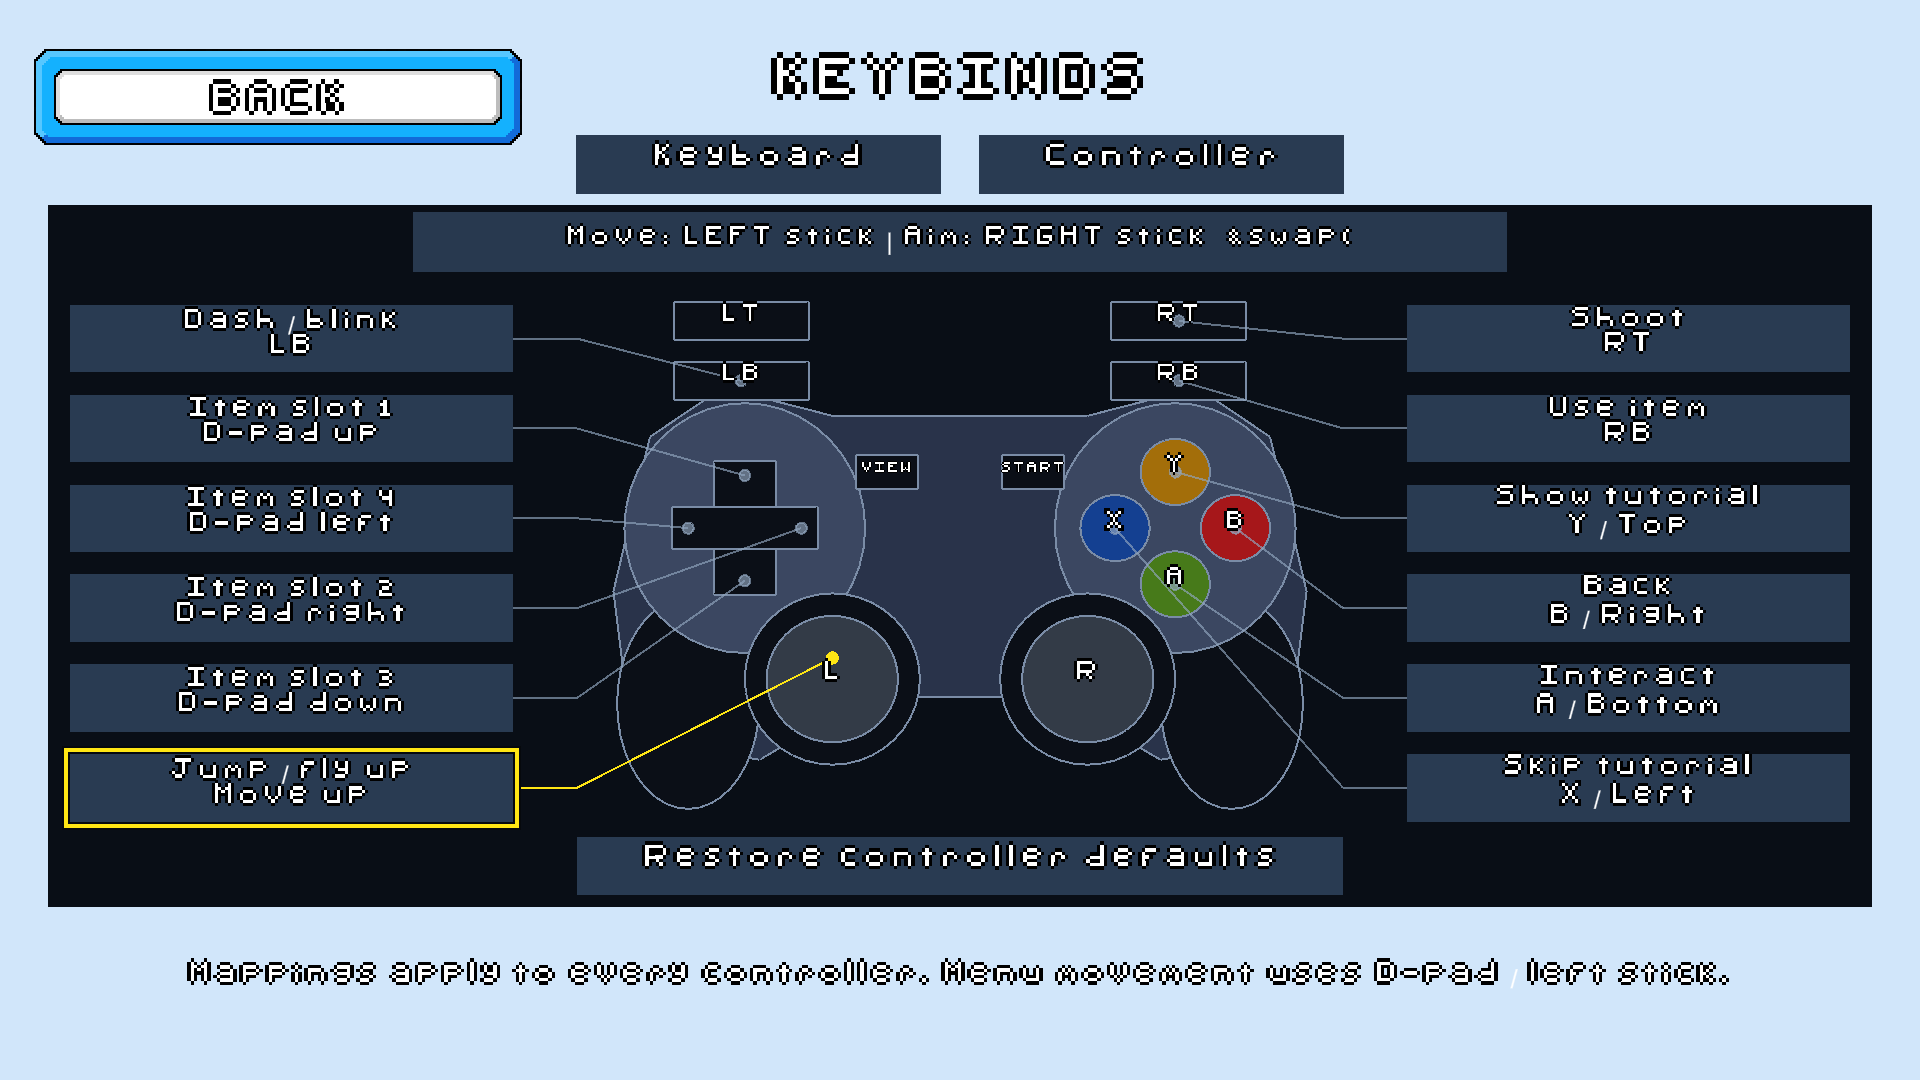 BACK
KEYBINDS
Keyboard
Controller
Move: LEFT stick | Aim: RIGHT stick &swap(
Dash / blink
LB
Item slot 1
D-pad up
Item slot 4
D-pad left
Item slot 2
D-pad right
Item slot 3
D-pad down
Jump / fly up
Move up
LT
LB
RT
RB
VIEW
START
Y
X
B
A
L
R
Shoot
RT
Use item
RB
Show tutorial
Y / Top
Back
B / Right
Interact
A / Bottom
Skip tutorial
X / Left
Restore controller defaults
Mappings apply to every controller. Menu movement uses D-pad / left stick.